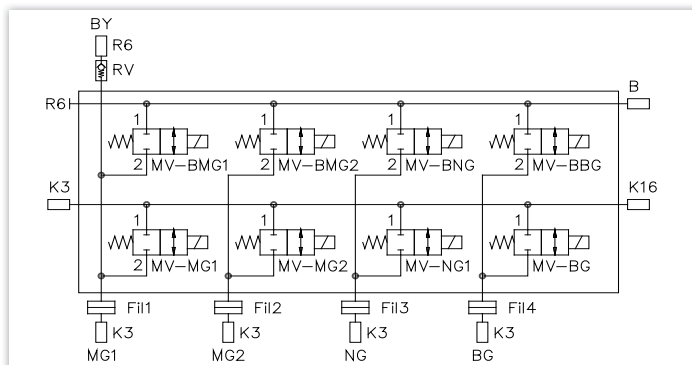 BY
R6
RV
R6 B
1 1 1 1
2 MV-BMG1 2 MV-BMG2 2 MV-BNG 2 MV-BBG
K3 K16
1 1 1 1
2 MV-MG1 MV-MG2 MV-NG1 MV-BG
Fil1 Fil2 Fil3 Fil4
K3 K3 K3 K3
MG1 MG2 NG BG